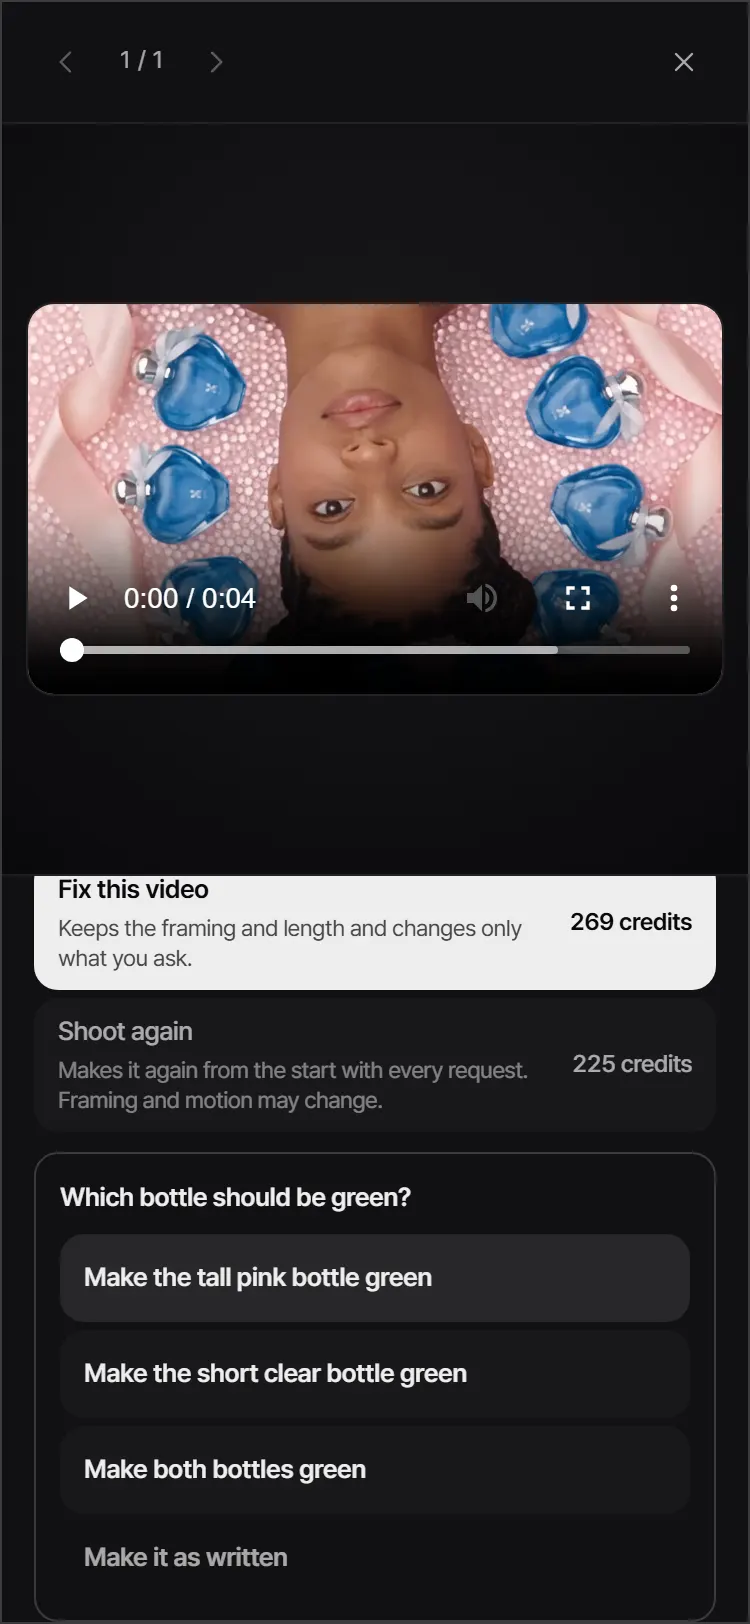 1 / 1
0:00 / 0:04
Fix this video
Keeps the framing and length and changes only
what you ask.
269 credits
Shoot again
Makes it again from the start with every request.
Framing and motion may change.
225 credits
Which bottle should be green?
Make the tall pink bottle green
Make the short clear bottle green
Make both bottles green
Make it as written